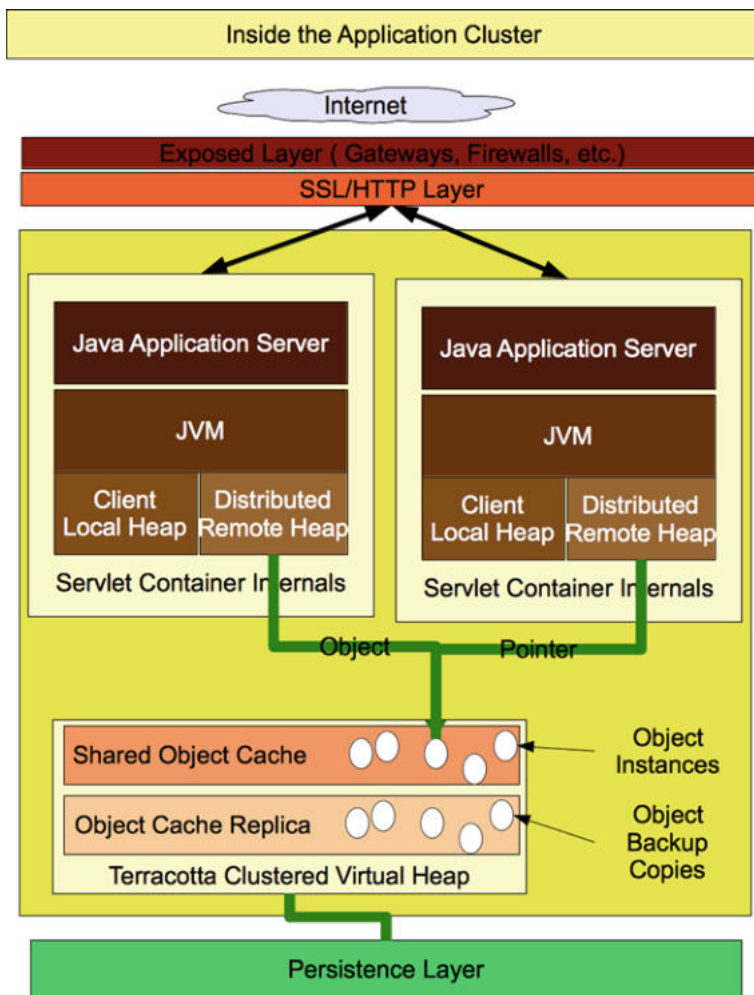 Inside the Application Cluster
Internet
Exposed Layer ( Gateways, Firewalls, etc.)
SSL/HTTP Layer
Java Application Server
JVM
Client
Local Heap
Distributed
Remote Heap
Servlet Container Internals
Java Application Server
JVM
Client
Local Heap
Distributed
Remote Heap
Servlet Container Internals
Object
Pointer
Shared Object Cache
Object
Instances
Object Cache Replica
Object
Backup
Copies
Terracotta Clustered Virtual Heap
Persistence Layer